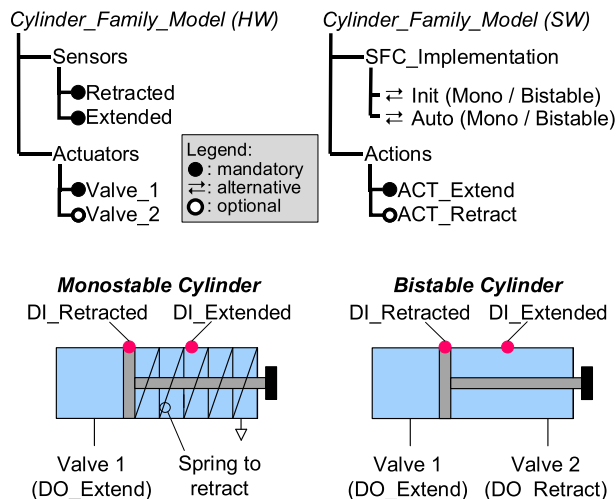 Cylinder_Family_Model (HW)
Sensors
Retracted
Extended
Actuators
Valve_1
Valve_2
Legend:
: mandatory
: alternative
: optional
Cylinder_Family_Model (SW)
SFC_Implementation
Init (Mono / Bistable)
Auto (Mono / Bistable)
Actions
ACT_Extend
ACT_Retract
Monostable Cylinder
DI_Retracted DI_Extended
Valve 1
(DO_Extend)
Spring to
retract
Bistable Cylinder
DI_Retracted DI_Extended
Valve 1
(DO_Extend)
Valve 2
(DO_Retract)